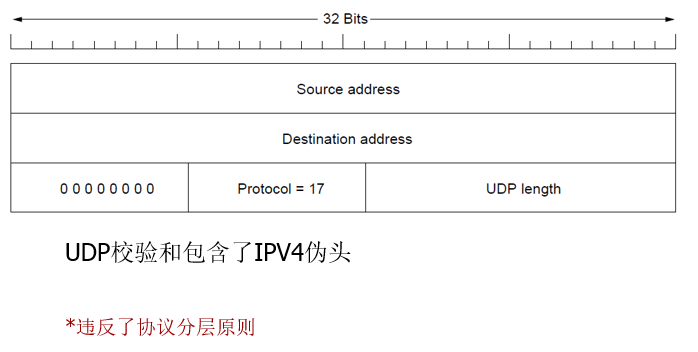 32 Bits
Source address
Destination address
0 0 0 0 0 0 0 0 Protocol = 17 UDP length
UDP校验和包含了IPV4伪头
*违反了协议分层原则